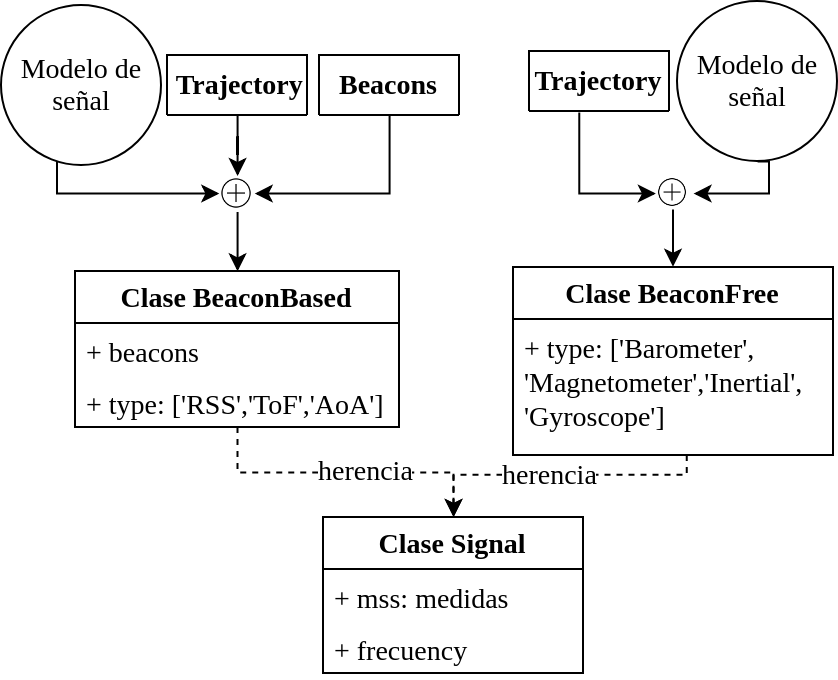 Modelo de
señal
Trajectory
Beacons
Trajectory
Modelo de
señal
Clase BeaconBased
+ beacons
+ type: ['RSS','ToF','AoA']
Clase BeaconFree
+ type: ['Barometer',
'Magnetometer','Inertial',
'Gyroscope']
herencia
herencia
Clase Signal
+ mss: medidas
+ frecuency